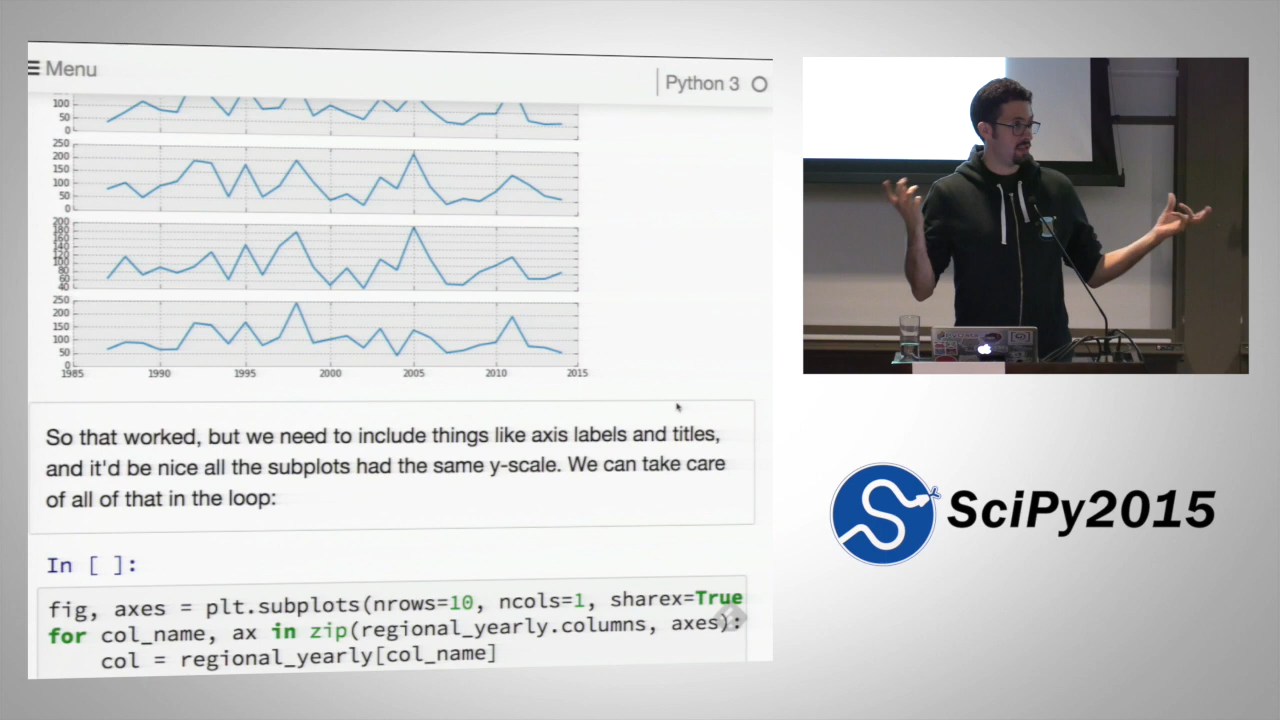 Menu
Python 3
100
50
0
250
200
150
100
50
0
200
180
160
140
120
100
80
60
40
250
200
150
100
50
0
1985 1990 1995 2000 2005 2010 2015
So that worked, but we need to include things like axis labels and titles,
and it'd be nice all the subplots had the same y-scale. We can take care
of all of that in the loop:
In [ ]:
fig, axes = plt.subplots(nrows=10, ncols=1, sharex=True
for col_name, ax in zip(regional_yearly.columns, axes):
col = regional_yearly[col_name]
SciPy2015